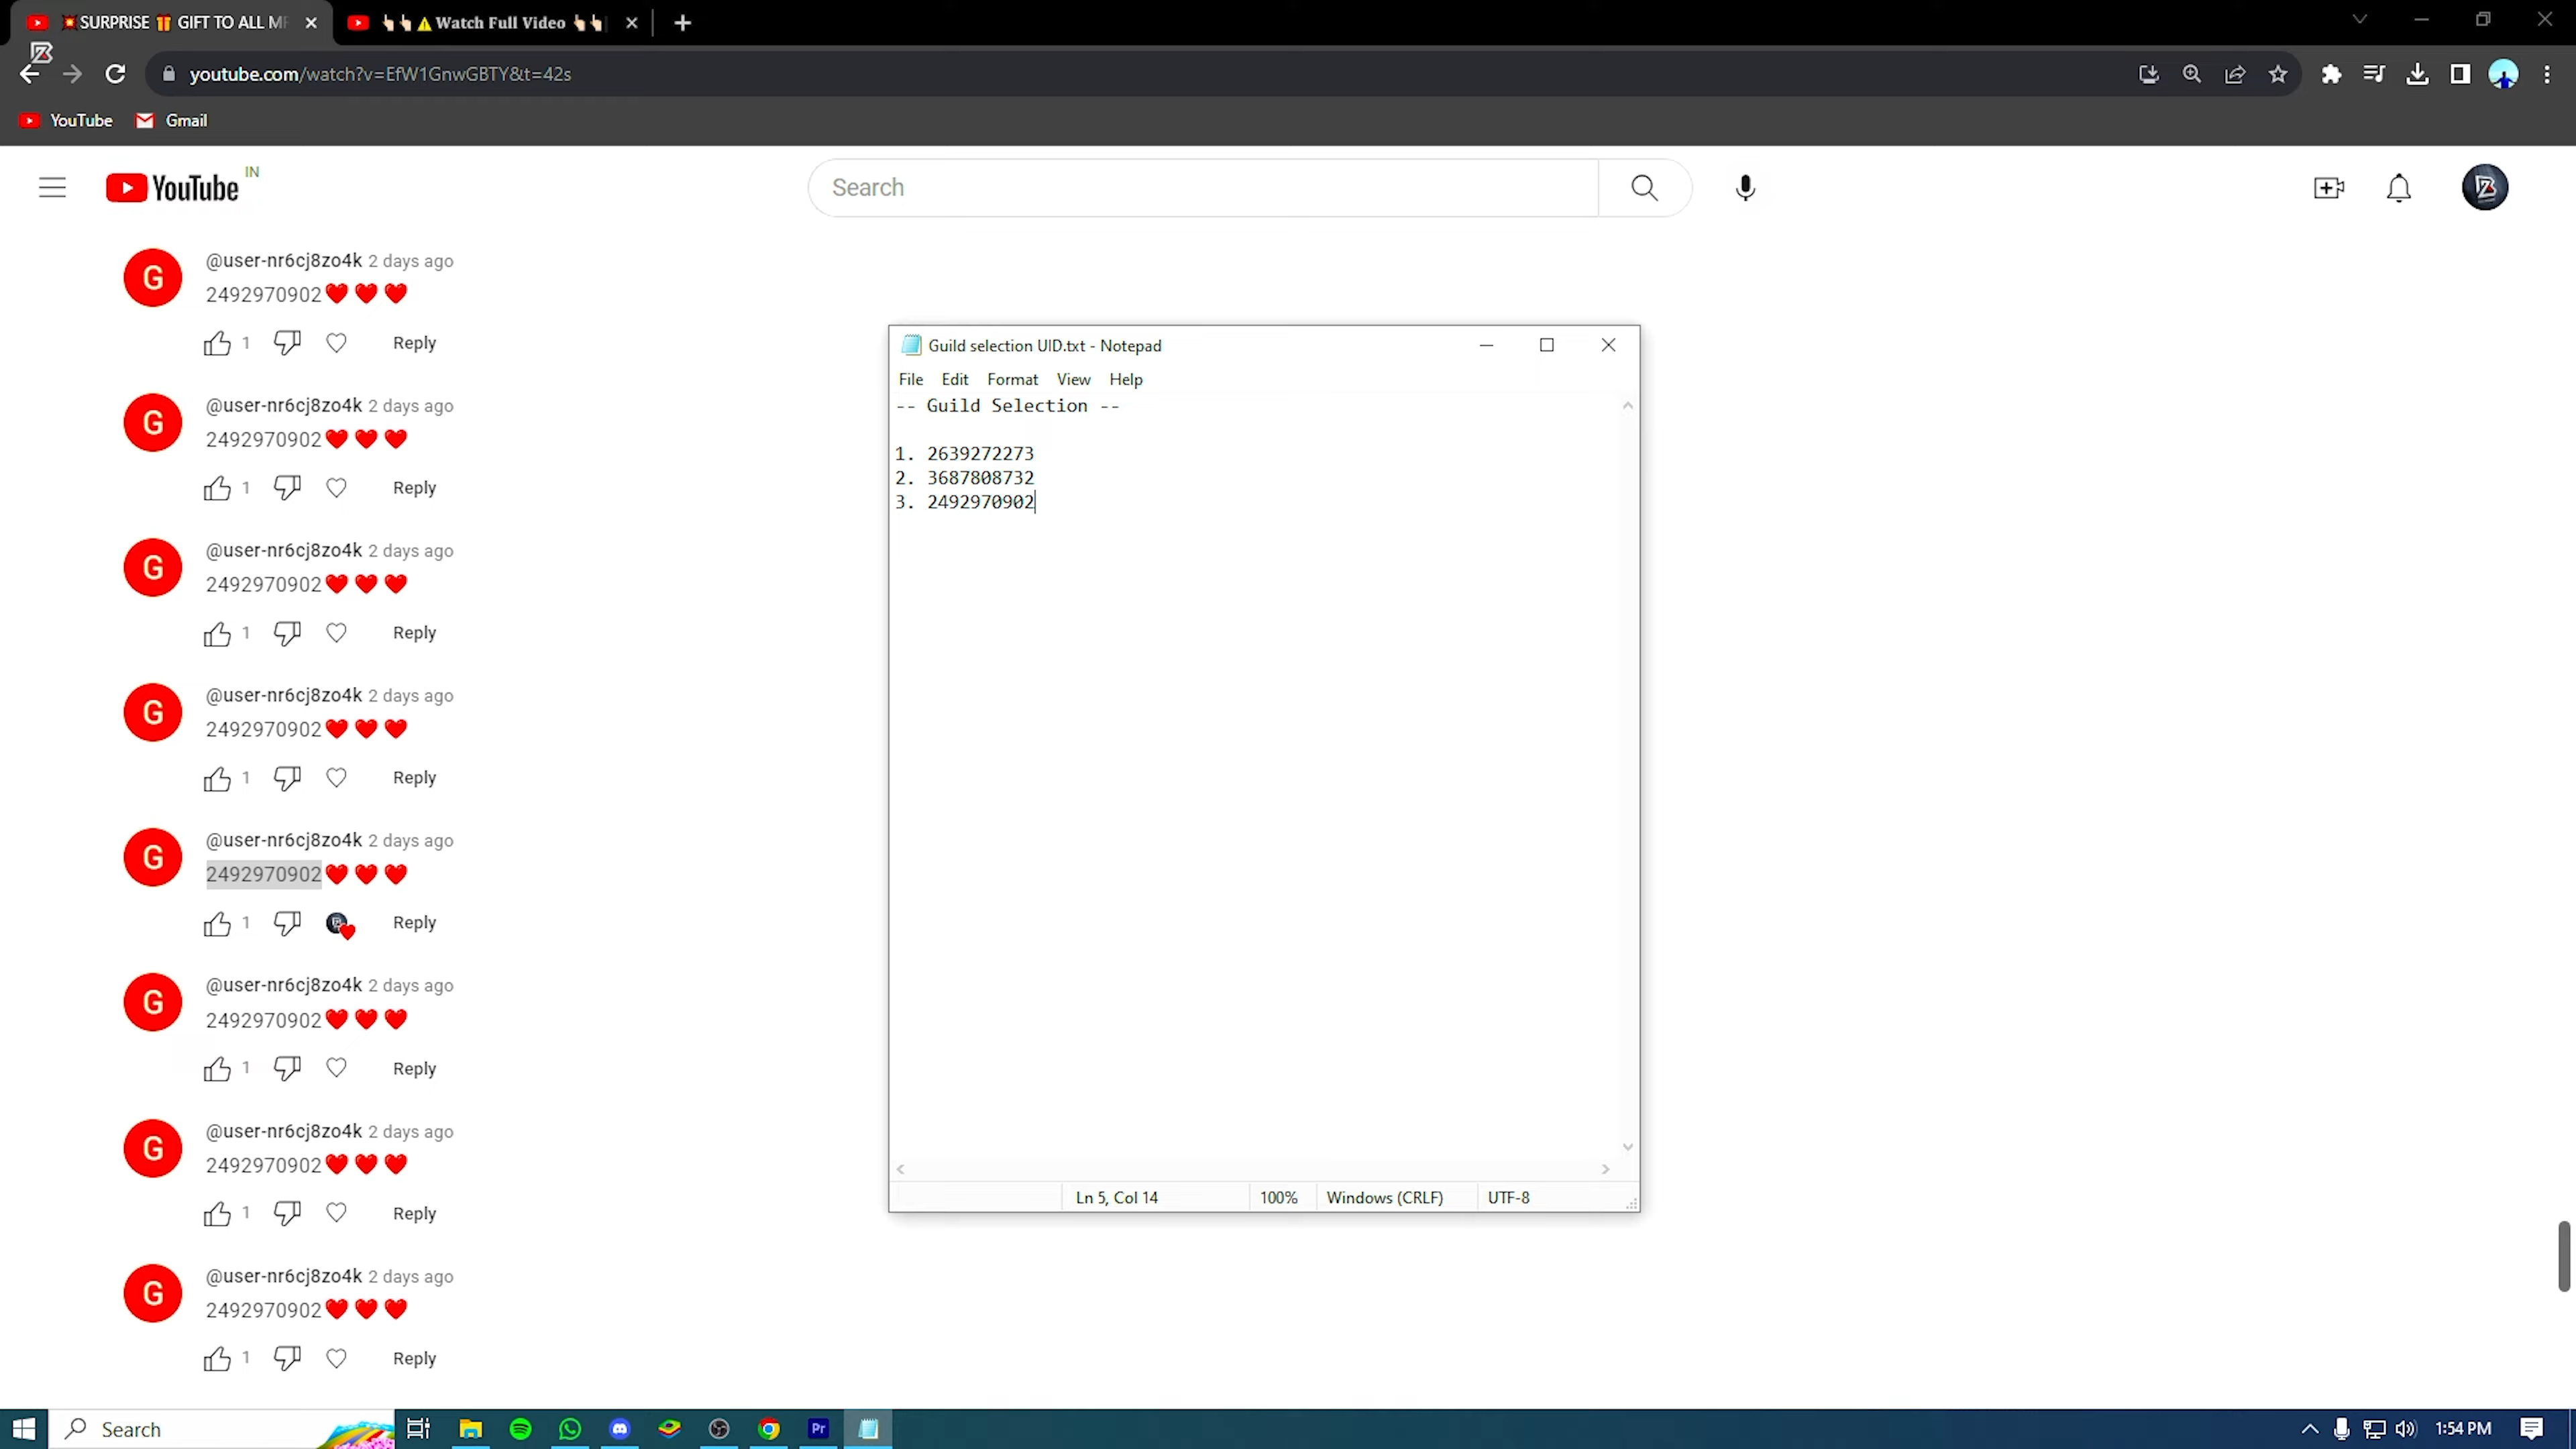 💥SURPRISE 🎁 GIFT TO ALL
👆🏻👆🏻⚠️Watch Full Video 👆🏻👆🏻
youtube.com/watch?v=EfW1GnwGBTY&t=42s
YouTube
Gmail
YouTube IN
Search
@user-nr6cj8zo4k 2 days ago
2492970902❤️❤️❤️
1 Reply
@user-nr6cj8zo4k 2 days ago
2492970902❤️❤️❤️
1 Reply
@user-nr6cj8zo4k 2 days ago
2492970902❤️❤️❤️
1 Reply
@user-nr6cj8zo4k 2 days ago
2492970902❤️❤️❤️
1 Reply
@user-nr6cj8zo4k 2 days ago
2492970902❤️❤️❤️
1 Reply
@user-nr6cj8zo4k 2 days ago
2492970902❤️❤️❤️
1 Reply
@user-nr6cj8zo4k 2 days ago
2492970902❤️❤️❤️
1 Reply
@user-nr6cj8zo4k 2 days ago
2492970902❤️❤️❤️
1 Reply
Guild selection UID.txt - Notepad
File Edit Format View Help
-- Guild Selection --
1. 2639272273
2. 3687808732
3. 2492970902
Ln 5, Col 14 100% Windows (CRLF) UTF-8
Search
Pr
1:54 PM